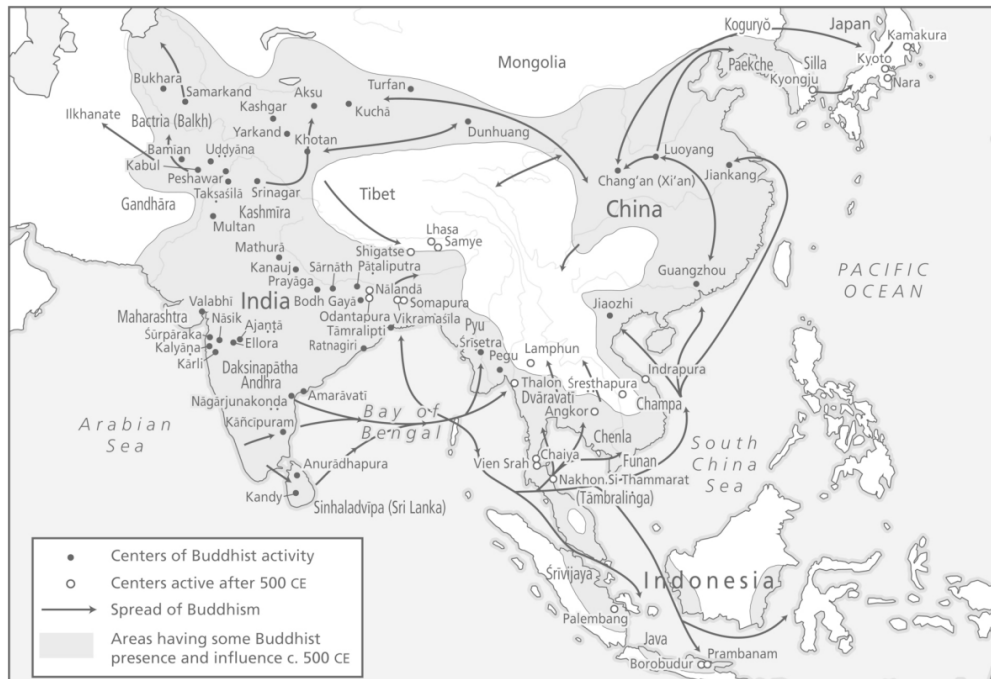 Koguryŏ
Japan
Kamakura
Mongolia
Paekche
Silla
Kyoto
Kyongju
Nara
Bukhara
Samarkand
Aksu
Turfan
Kuchā
Kashgar
Ilkhanate
Bactria (Balkh)
Yarkand
Dunhuang
Khotan
Bamian
Uḍḍyāna
Kabul
Peshawar
Takṣaśilā
Srinagar
Luoyang
Chang'an (Xi'an)
Jiankang
Gandhāra
Kashmīra
Tibet
China
Multan
Lhasa
Samye
Shigatse
Mathurā
Kanauj
Sārnāth
Pāṭaliputra
Prayāga
Nālandā
Guangzhou
PACIFIC
OCEAN
Valabhī
India
Bodh Gayā
Somapura
Odantapura
Vikramaśīla
Jiaozhi
Maharashtra
Nāsik
Ajaṇṭā
Tāmralipti
Pyu
Śūrpāraka
Ellora
Ratnagiri
Śrīsetra
Kalyāṇa
Pegu
Lamphun
Kārli
Indrapura
Dakṣinapātha
Andhra
Thalon
Śresthapura
Dvāravatī
Champa
Nāgārjunakoṇḍa
Amarāvatī
Angkor
Bay of
Bengal
Arabian
Sea
Kāñcīpuram
Chenla
South
China
Sea
Chaiya
Vien Srah
Funan
Anurādhapura
Nakhon.Si-Thammarat
(Tāmbraliṅga)
Kandy
Sinhaladvīpa (Sri Lanka)
Centers of Buddhist activity
Centers active after 500 CE
Spread of Buddhism
Areas having some Buddhist
presence and influence c. 500 CE
Śrīvijaya
Indonesia
Palembang
Java
Borobudur
Prambanam